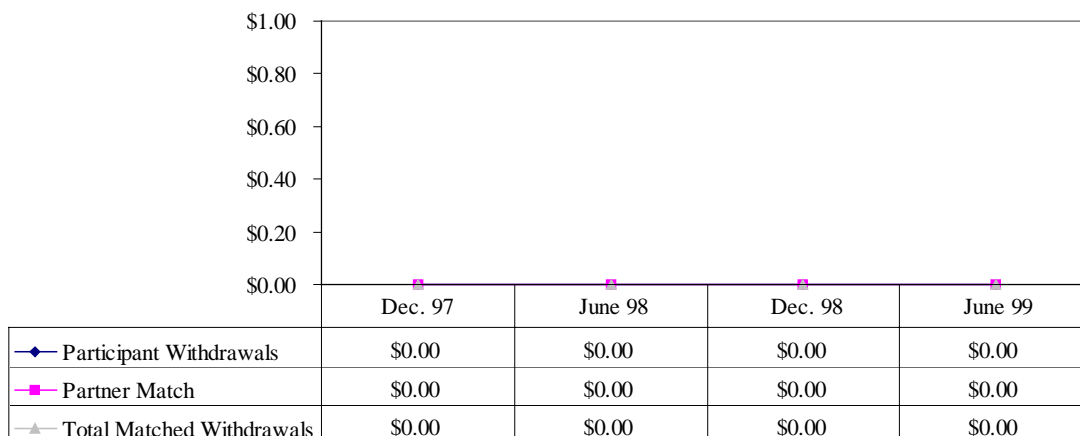 $1.00
$0.80
$0.60
$0.40
$0.20
$0.00
Dec. 97 June 98 Dec. 98 June 99
Participant Withdrawals $0.00 $0.00 $0.00 $0.00
Partner Match $0.00 $0.00 $0.00 $0.00
Total Matched Withdrawals $0.00 $0.00 $0.00 $0.00